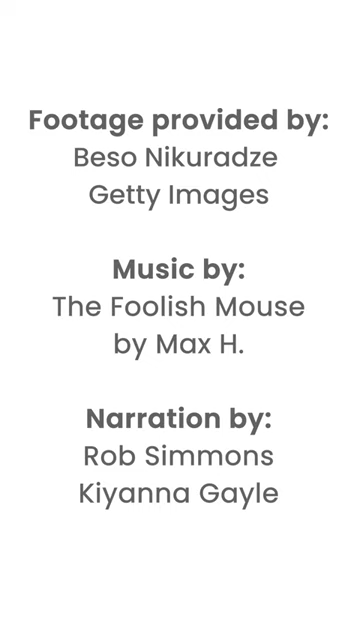 Footage provided by:
Beso Nikuradze
Getty Images
Music by:
The Foolish Mouse
by Max H.
Narration by:
Rob Simmons
Kiyanna Gayle